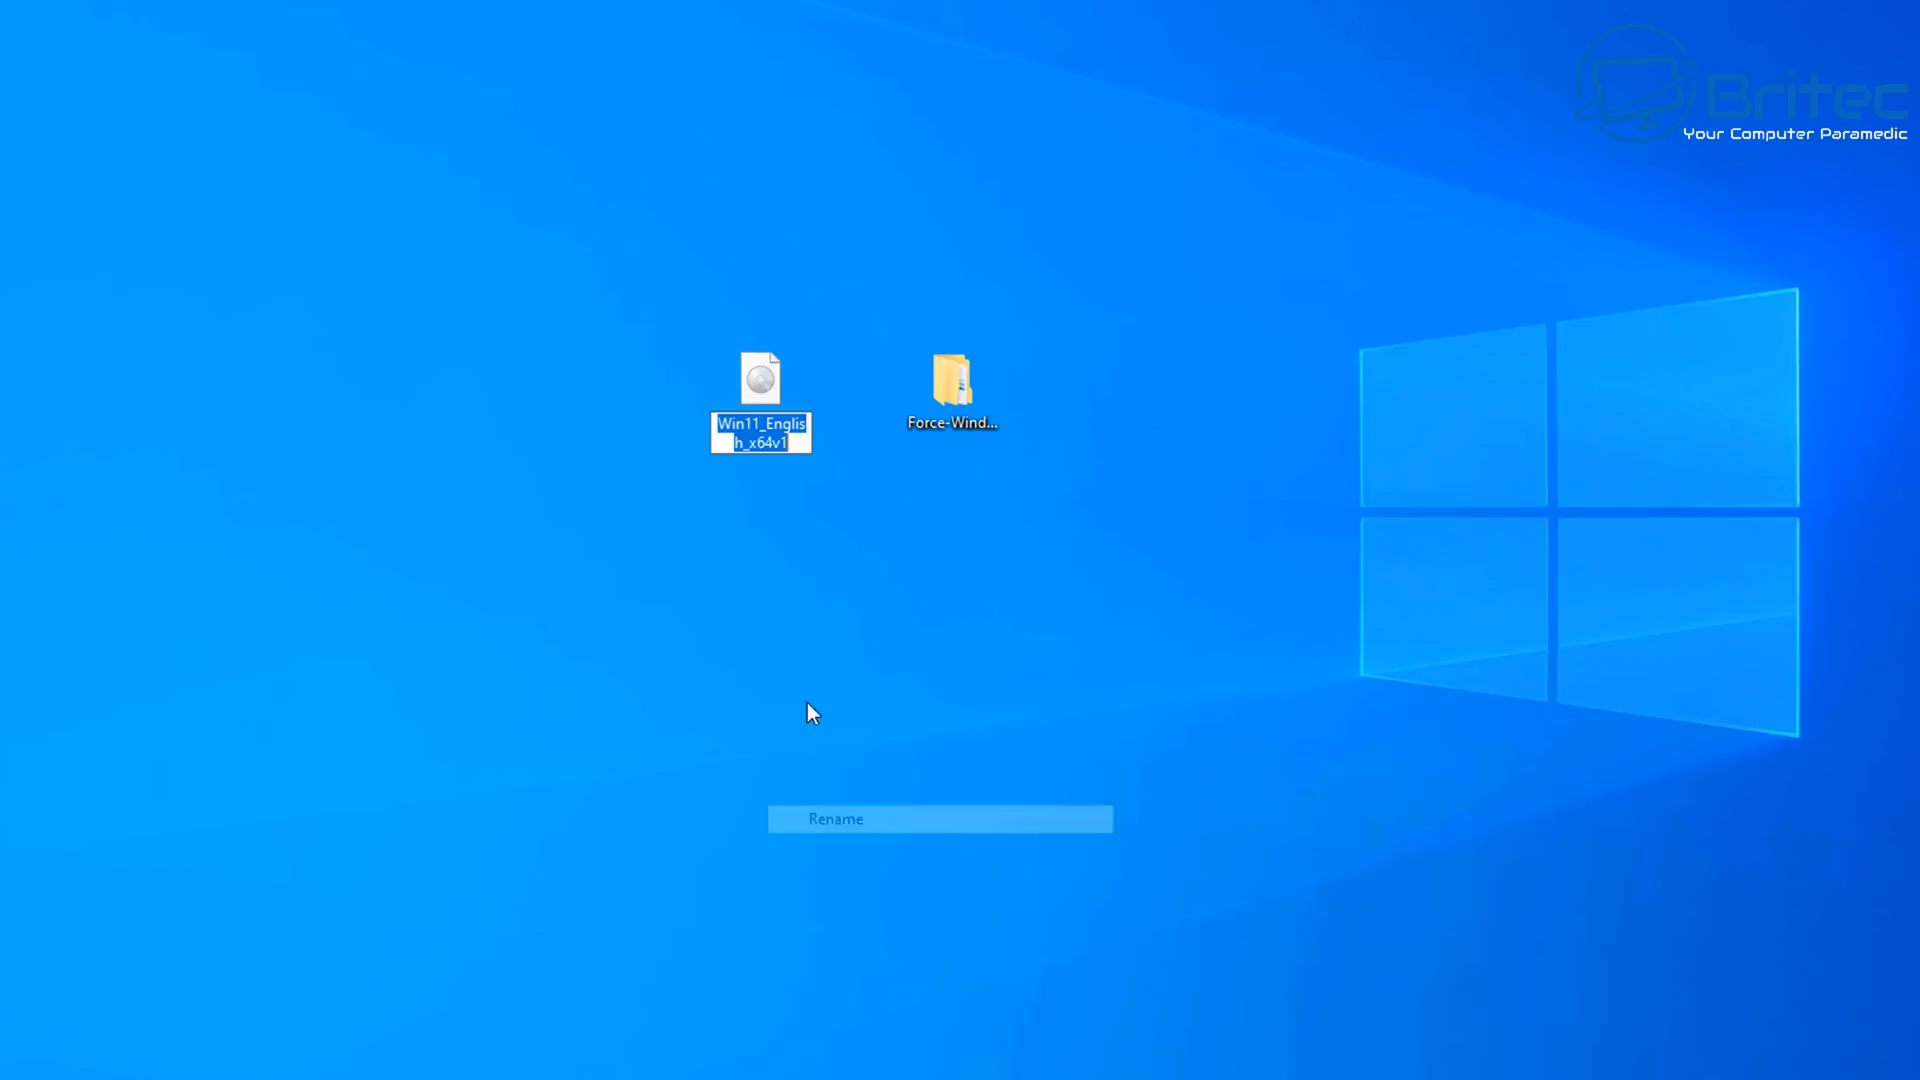 Britec
Your Computer Paramedic
Win11_Englis
h_x64v1
Force-Wind...
Rename